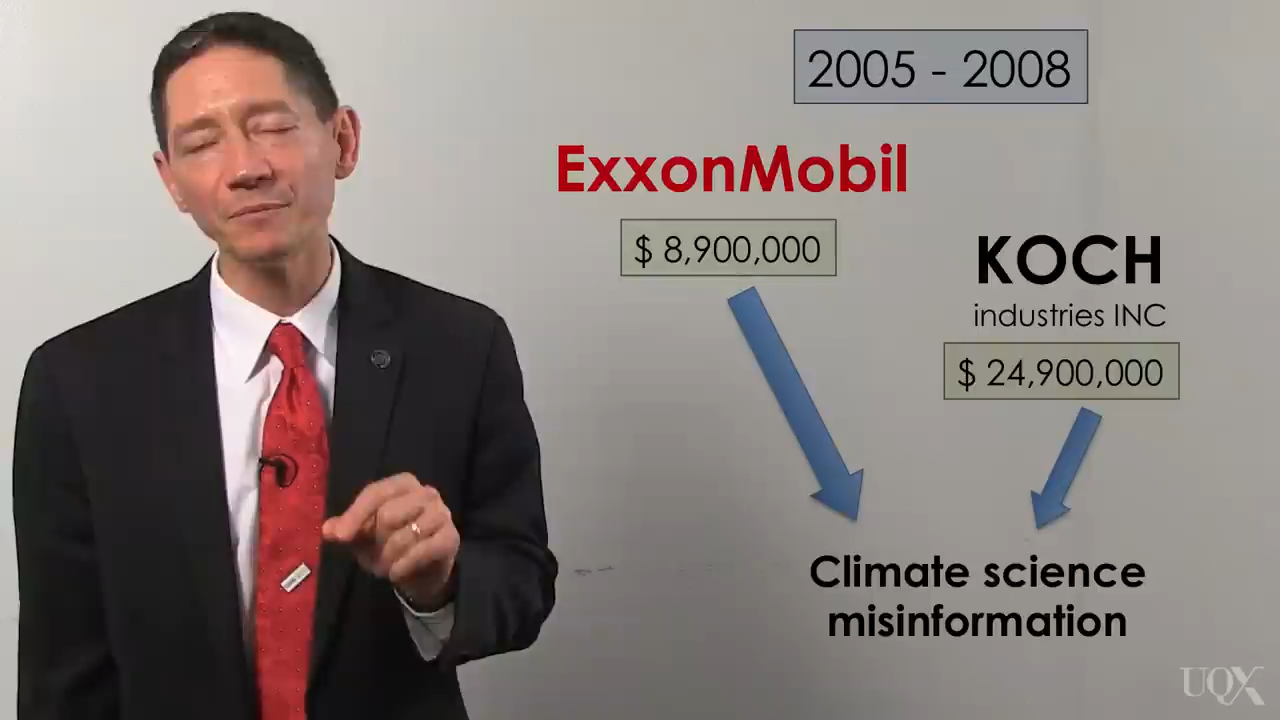 2005 - 2008
ExxonMobil
$ 8,900,000
KOCH
industries INC
$ 24,900,000
Climate science
misinformation
UQX